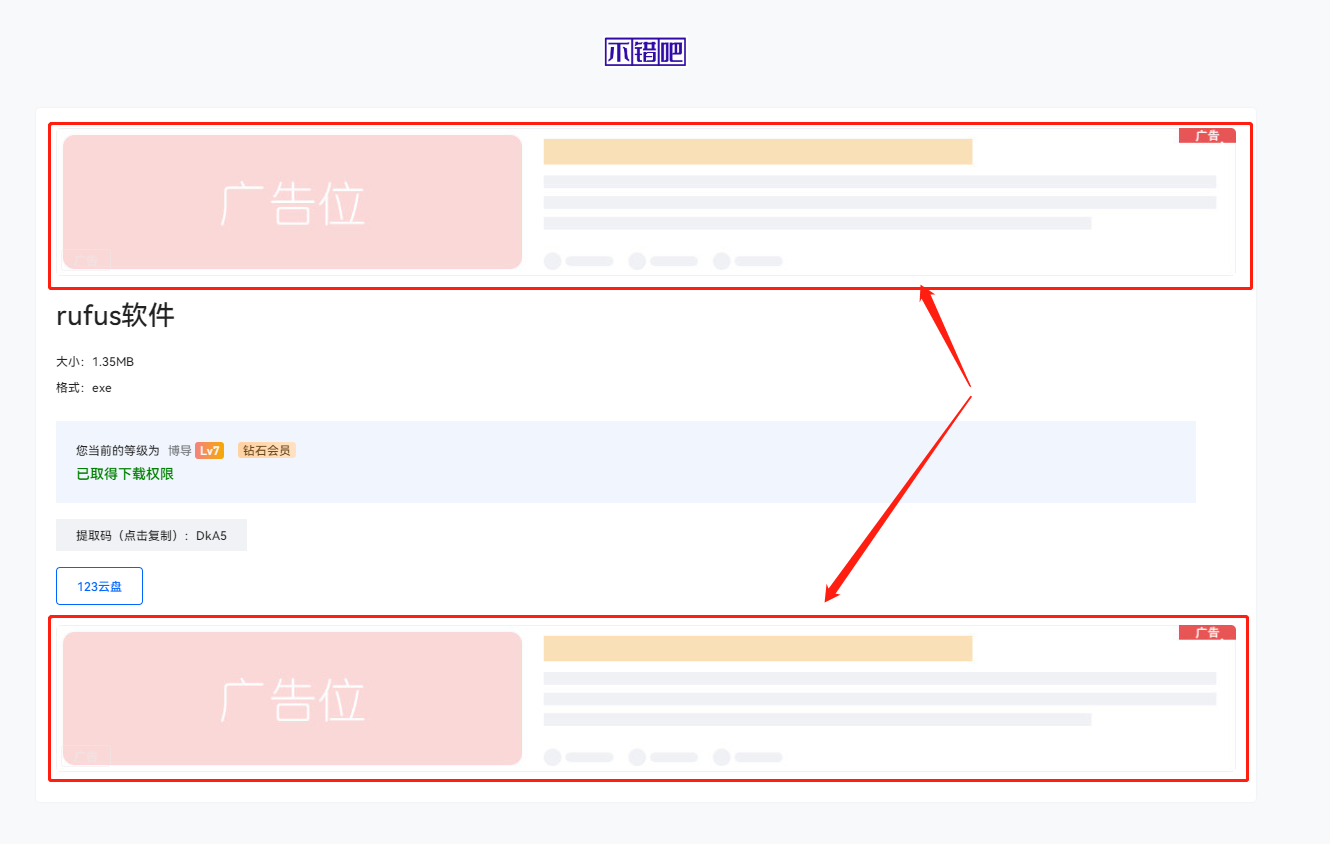 不错吧
广告
广告位
rufus软件
大小：1.35MB
格式：exe
您当前的等级为 博导 Lv7 钻石会员
已取得下载权限
提取码（点击复制）：DkA5
123云盘
广告
广告位